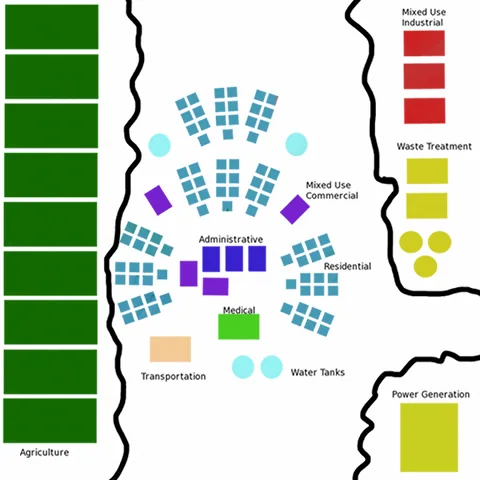 Mixed Use
Industrial
Waste Treatment
Mixed Use
Commercial
Administrative
Residential
Medical
Transportation
Water Tanks
Power Generation
Agriculture